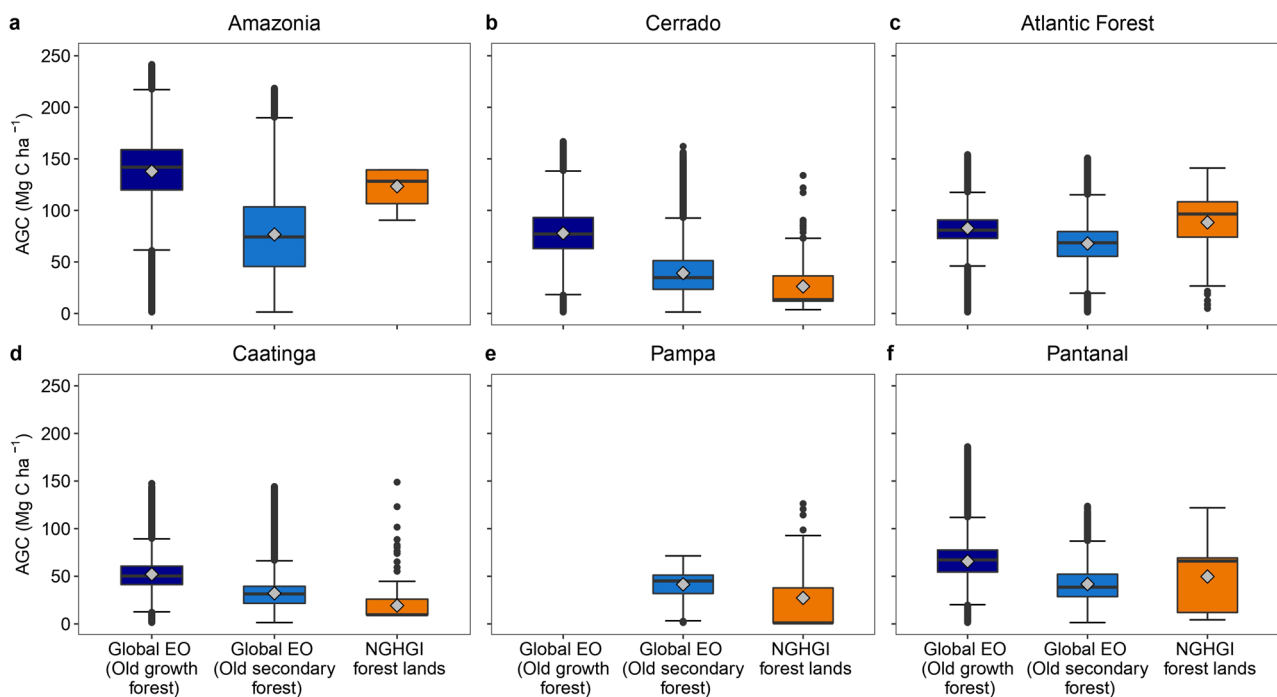 a Amazonia
b Cerrado
c Atlantic Forest
AGC (Mg C ha −1)
250
200
150
100
50
0
d Caatinga
e Pampa
f Pantanal
AGC (Mg C ha −1)
250
200
150
100
50
0
Global EO
(Old growth
forest)
Global EO
(Old secondary
forest)
NGHGI
forest lands
Global EO
(Old growth
forest)
Global EO
(Old secondary
forest)
NGHGI
forest lands
Global EO
(Old growth
forest)
Global EO
(Old secondary
forest)
NGHGI
forest lands